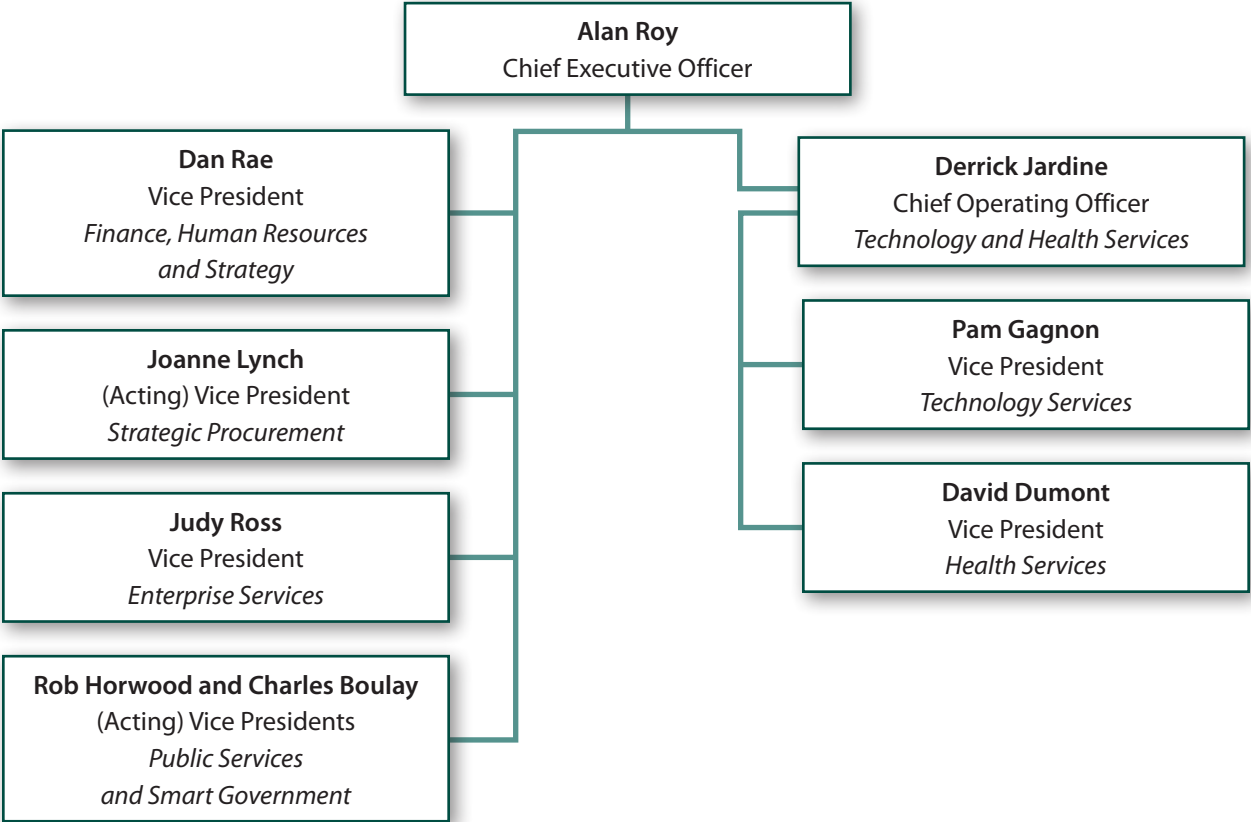 Alan Roy
Chief Executive Officer
Dan Rae
Vice President
Finance, Human Resources
and Strategy
Joanne Lynch
(Acting) Vice President
Strategic Procurement
Judy Ross
Vice President
Enterprise Services
Rob Horwood and Charles Boulay
(Acting) Vice Presidents
Public Services
and Smart Government
Derrick Jardine
Chief Operating Officer
Technology and Health Services
Pam Gagnon
Vice President
Technology Services
David Dumont
Vice President
Health Services